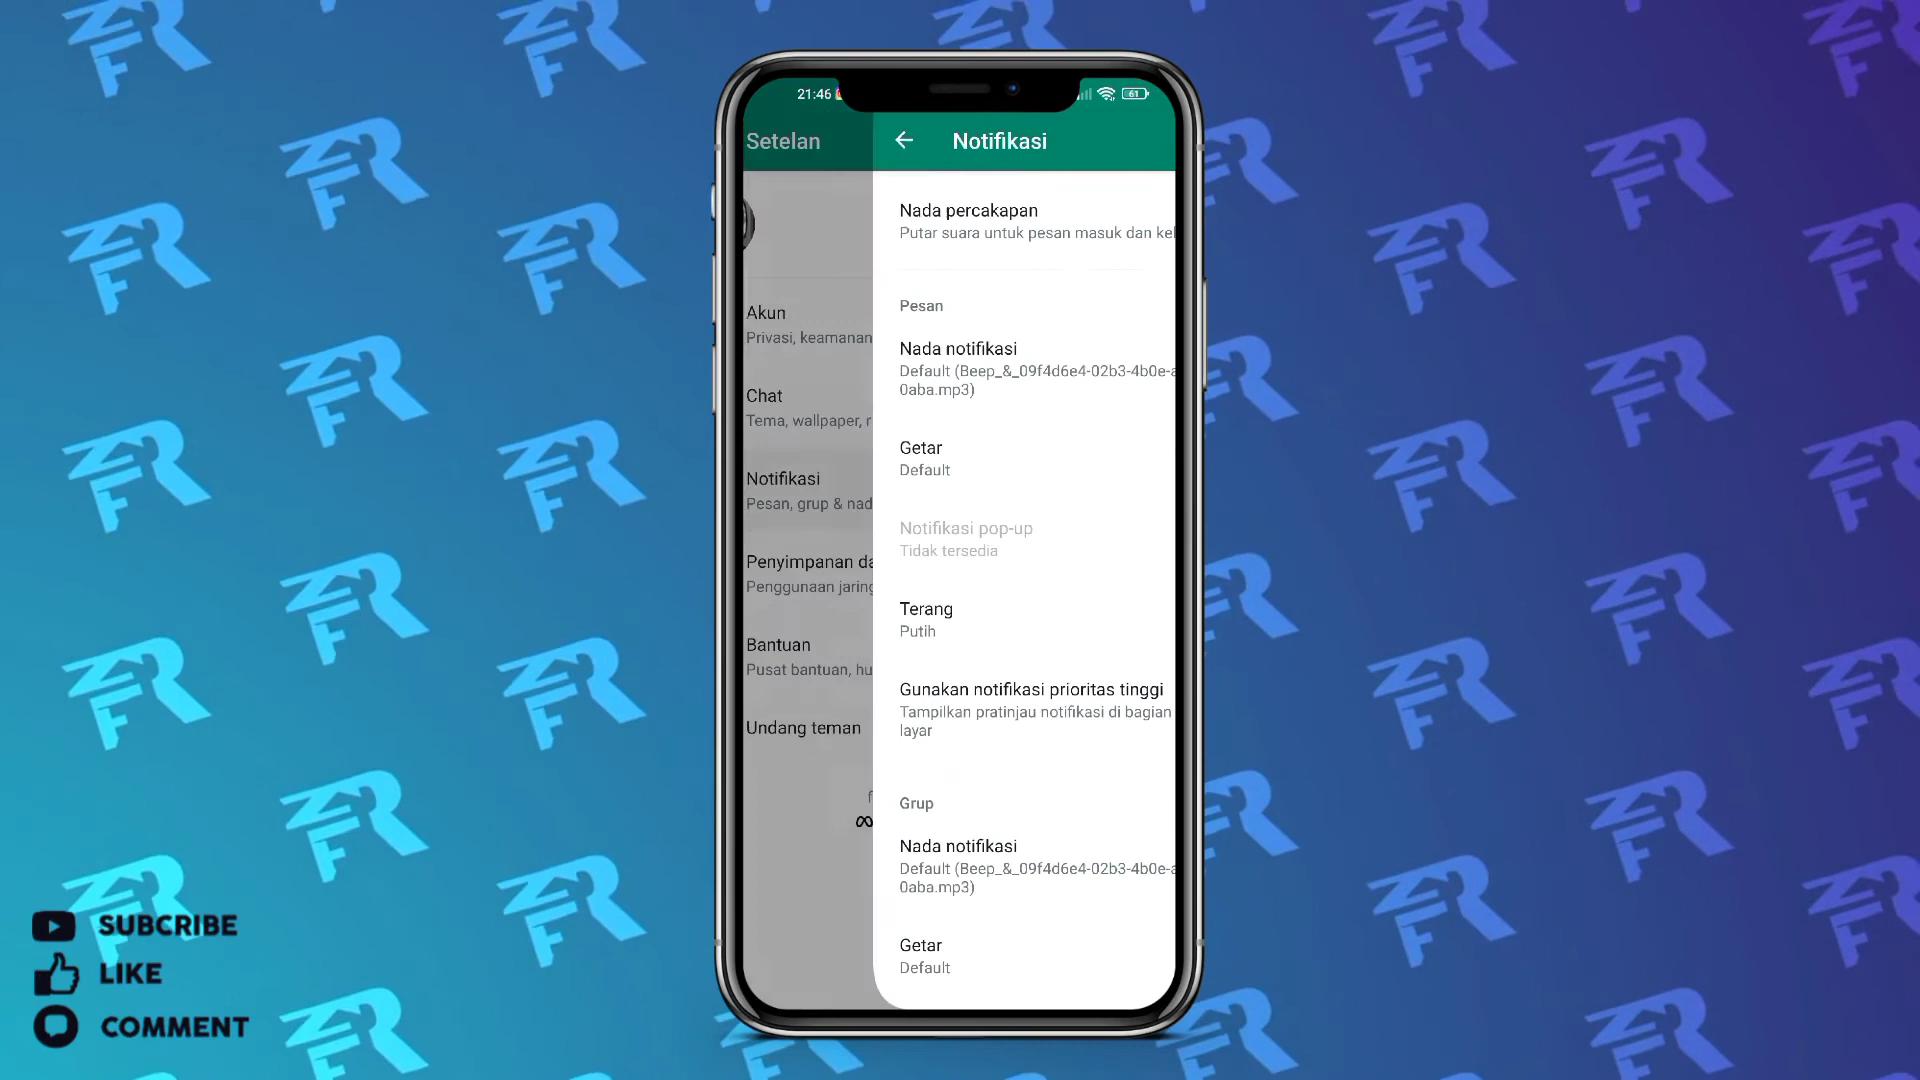 21:46
61
Setelan
Notifikasi
Nada percakapan
Putar suara untuk pesan masuk dan kel
Pesan
Nada notifikasi
Default (Beep_&_09f4d6e4-02b3-4b0e-a
0aba.mp3)
Getar
Default
Notifikasi pop-up
Tidak tersedia
Terang
Putih
Gunakan notifikasi prioritas tinggi
Tampilkan pratinjau notifikasi di bagian
layar
Grup
Nada notifikasi
Default (Beep_&_09f4d6e4-02b3-4b0e-a
0aba.mp3)
Getar
Default
Akun
Privasi, keamanan
Chat
Tema, wallpaper, r
Notifikasi
Pesan, grup & nad
Penyimpanan da
Penggunaan jaring
Bantuan
Pusat bantuan, hu
Undang teman
f
SUBCRIBE
LIKE
COMMENT